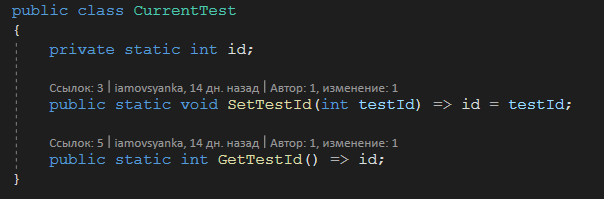 public class CurrentTest
{
private static int id;
Ссылок: 3 | iamovsyanka, 14 дн. назад | Автор: 1, изменение: 1
public static void SetTestId(int testId) => id = testId;
Ссылок: 5 | iamovsyanka, 14 дн. назад | Автор: 1, изменение: 1
public static int GetTestId() => id;
}